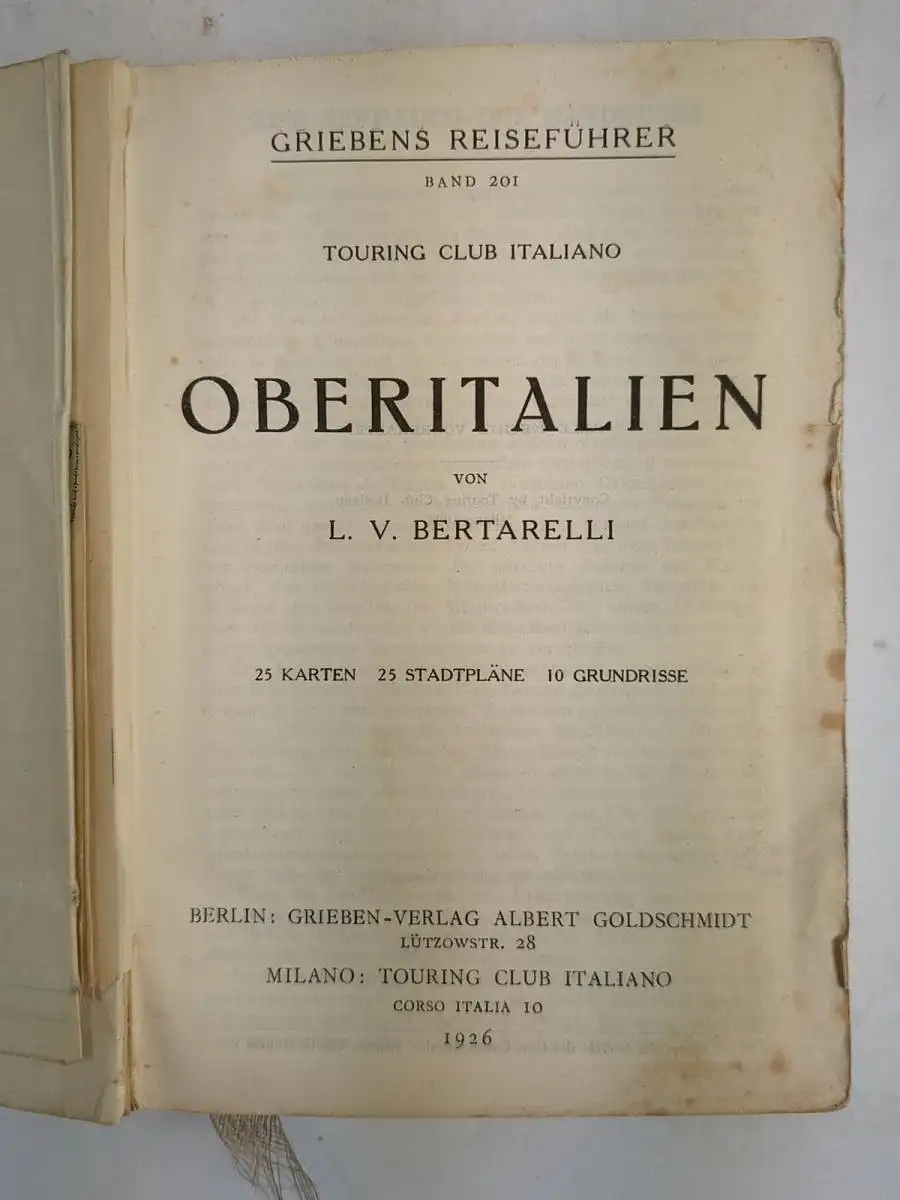 GRIEBENS REISEFÜHRER
BAND 201
TOURING CLUB ITALIANO
OBERITALIEN
VON
L. V. BERTARELLI
25 KARTEN 25 STADTPLÄNE 10 GRUNDRISSE
BERLIN: GRIEBEN-VERLAG ALBERT GOLDSCHMIDT
LÜTZOWSTR. 28
MILANO: TOURING CLUB ITALIANO
CORSO ITALIA 10
1926